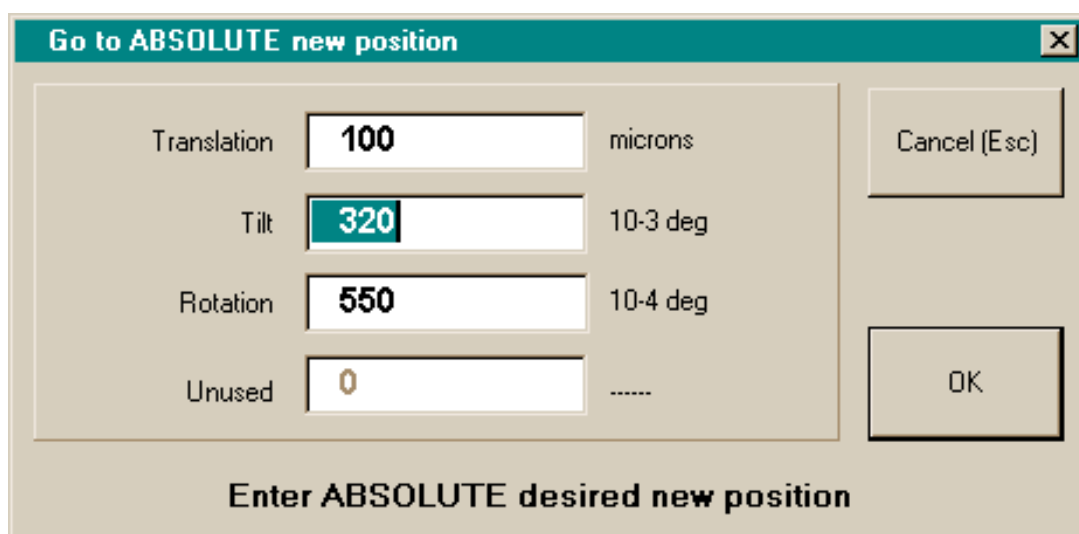 Go to ABSOLUTE new position
Translation 100 microns Cancel (Esc)
Tilt 320 10-3 deg
Rotation 550 10-4 deg
Unused 0 ------ OK
Enter ABSOLUTE desired new position